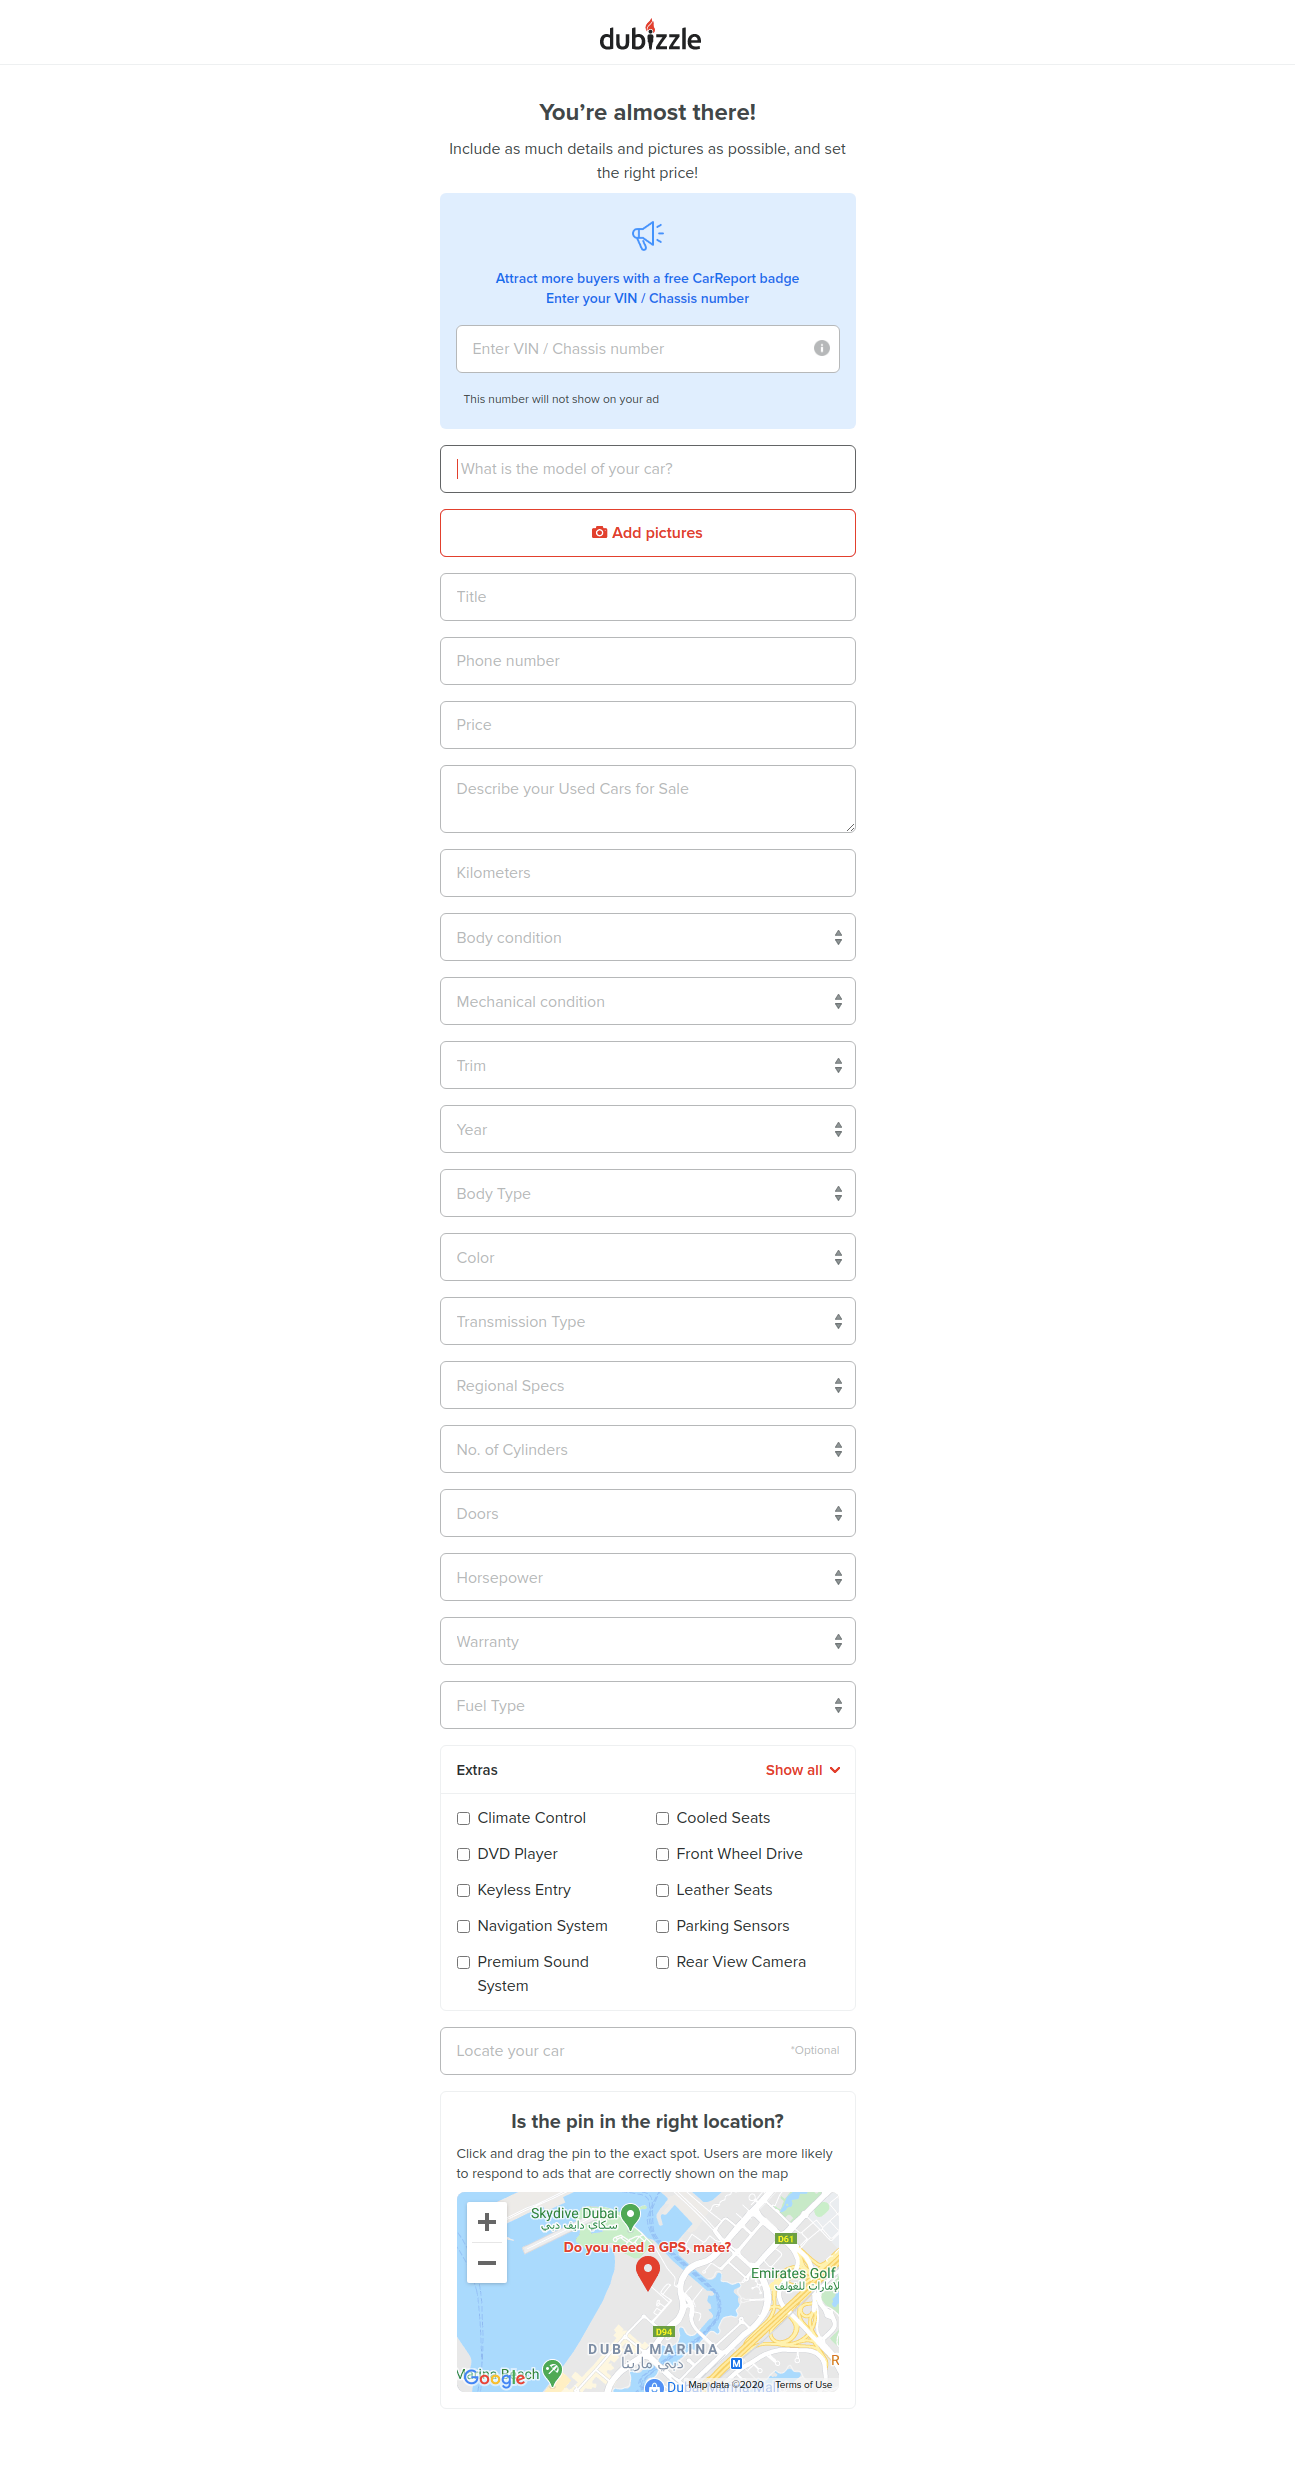 dubizzle
You’re almost there!
Include as much details and pictures as possible, and set
the right price!
Attract more buyers with a free CarReport badge
Enter your VIN / Chassis number
Enter VIN / Chassis number
This number will not show on your ad
What is the model of your car?
Add pictures
Title
Phone number
Price
Describe your Used Cars for Sale
Kilometers
Body condition
Mechanical condition
Trim
Year
Body Type
Color
Transmission Type
Regional Specs
No. of Cylinders
Doors
Horsepower
Warranty
Fuel Type
Extras Show all
Climate Control Cooled Seats
DVD Player Front Wheel Drive
Keyless Entry Leather Seats
Navigation System Parking Sensors
Premium Sound Rear View Camera
System
Locate your car *Optional
Is the pin in the right location?
Click and drag the pin to the exact spot. Users are more likely
to respond to ads that are correctly shown on the map
Skydive Dubai
سكاي دايف دبي
D61
Do you need a GPS, mate?
Emirates Golf
الإمارات للغولف
D94
DUBAI MARINA
دبي مارينا
M
R
Marina Beach
Google
Dubai Marina Mall
Map data ©2020 Terms of Use